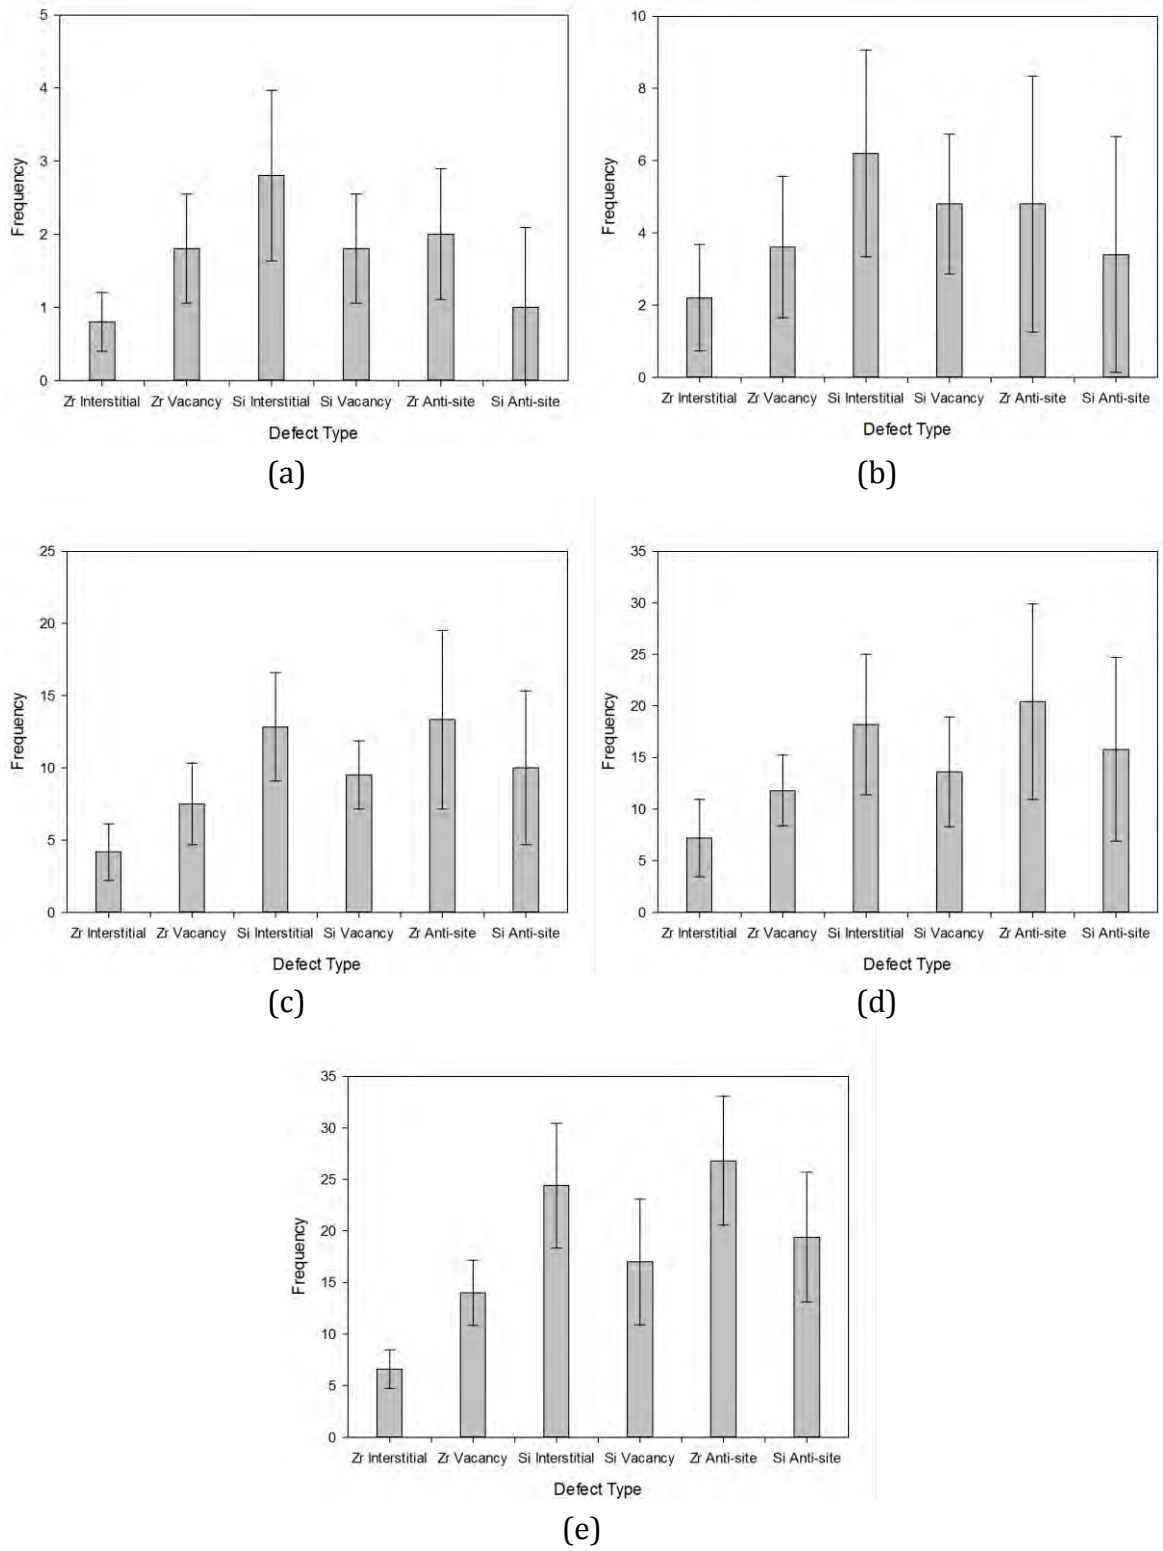 5
4
3
2
1
0
Frequency
Zr Interstitial Zr Vacancy Si Interstitial Si Vacancy Zr Anti-site Si Anti-site
Defect Type
(a)
10
8
6
4
2
0
Frequency
Zr Interstitial Zr Vacancy Si Interstitial Si Vacancy Zr Anti-site Si Anti-site
Defect Type
(b)
25
20
15
10
5
0
Frequency
Zr Interstitial Zr Vacancy Si Interstitial Si Vacancy Zr Anti-site Si Anti-site
Defect Type
(c)
35
30
25
20
15
10
5
0
Frequency
Zr Interstitial Zr Vacancy Si Interstitial Si Vacancy Zr Anti-site Si Anti-site
Defect Type
(d)
35
30
25
20
15
10
5
0
Frequency
Zr Interstitial Zr Vacancy Si Interstitial Si Vacancy Zr Anti-site Si Anti-site
Defect Type
(e)